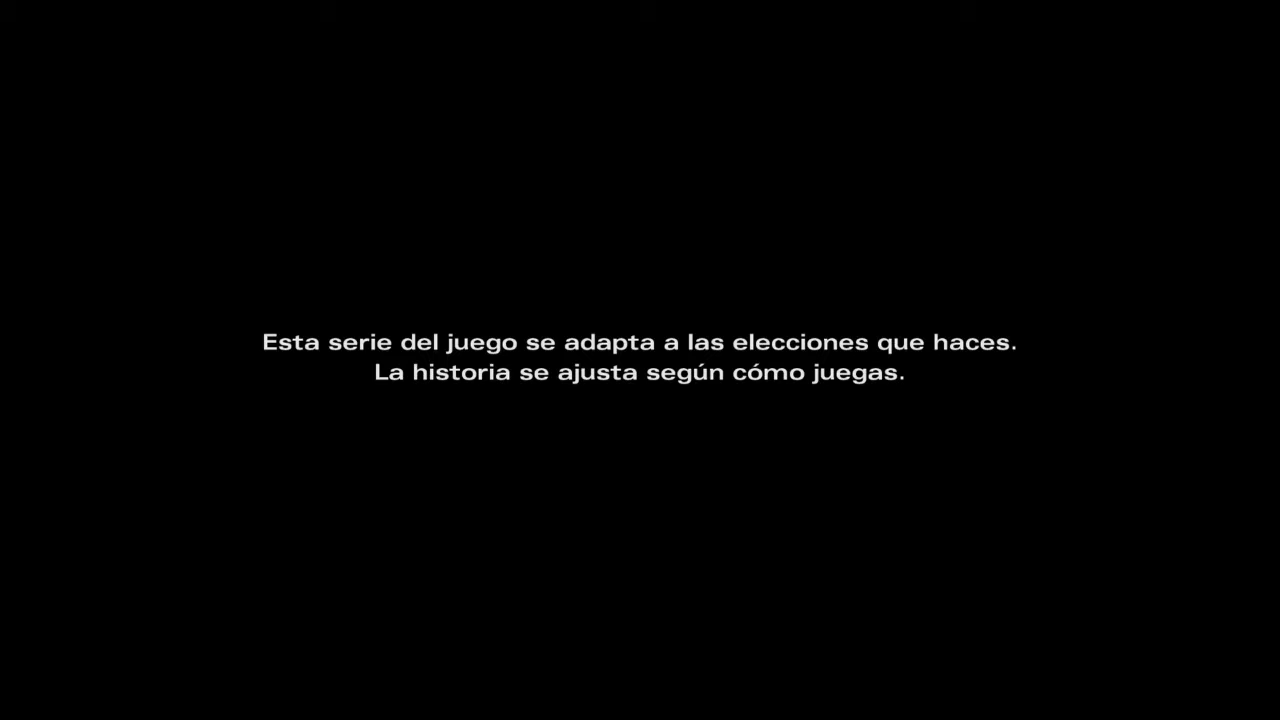 Esta serie del juego se adapta a las elecciones que haces.
La historia se ajusta según cómo juegas.